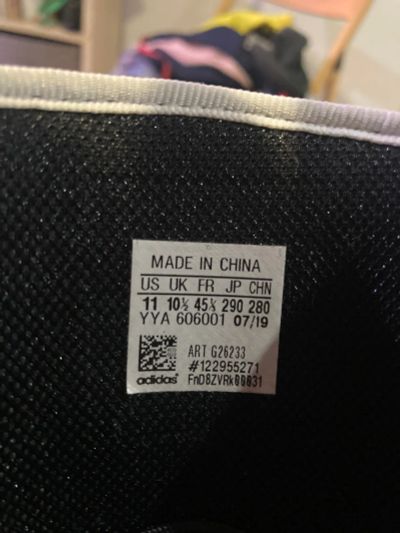 MADE IN CHINA
US UK FR JP CHN
11 10½ 45⅓ 290 280
YYA 606001 07/19
ART G26233
#122955271
adidas FnD8ZVRk00031